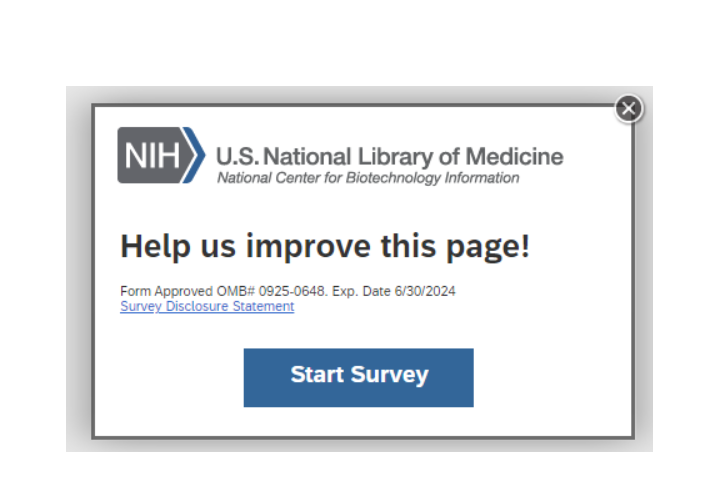 NIH
U.S. National Library of Medicine
National Center for Biotechnology Information
Help us improve this page!
Form Approved OMB# 0925-0648. Exp. Date 6/30/2024
Survey Disclosure Statement
Start Survey